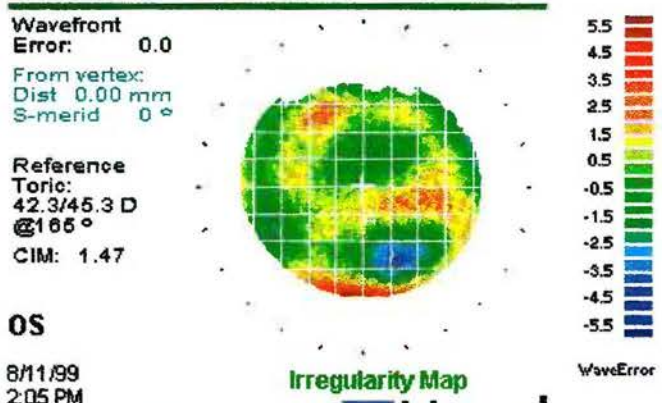 Wavefront
Error: 0.0
From vertex:
Dist 0.00 mm
S-merid 0 °
Reference
Toric:
42.3/45.3 D
@165 °
CIM: 1.47
OS
8/11/99
2:05 PM
Irregularity Map
5.5
4.5
3.5
2.5
1.5
0.5
-0.5
-1.5
-2.5
-3.5
-4.5
-5.5
WaveError